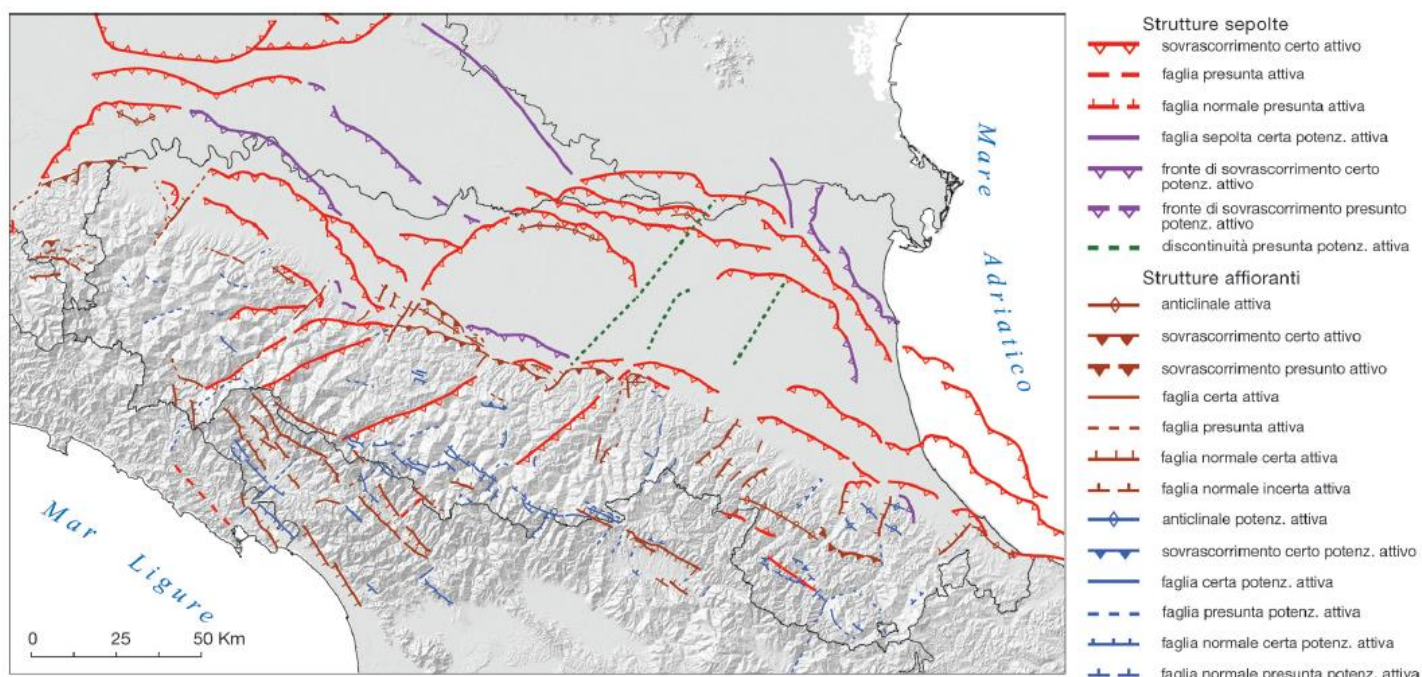 Mare
Adriatico
Mar
Ligure
0 25 50 Km
Strutture sepolte
sovrascorrimento certo attivo
faglia presunta attiva
faglia normale presunta attiva
faglia sepolta certa potenz. attiva
fronte di sovrascorrimento certo
potenz. attivo
fronte di sovrascorrimento presunto
potenz. attivo
discontinuità presunta potenz. attiva
Strutture affioranti
anticlinale attiva
sovrascorrimento certo attivo
sovrascorrimento presunto attivo
faglia certa attiva
faglia presunta attiva
faglia normale certa attiva
faglia normale incerta attiva
anticlinale potenz. attiva
sovrascorrimento certo potenz. attivo
faglia certa potenz. attiva
faglia presunta potenz. attiva
faglia normale certa potenz. attiva
faglia normale presunta potenz. attiva